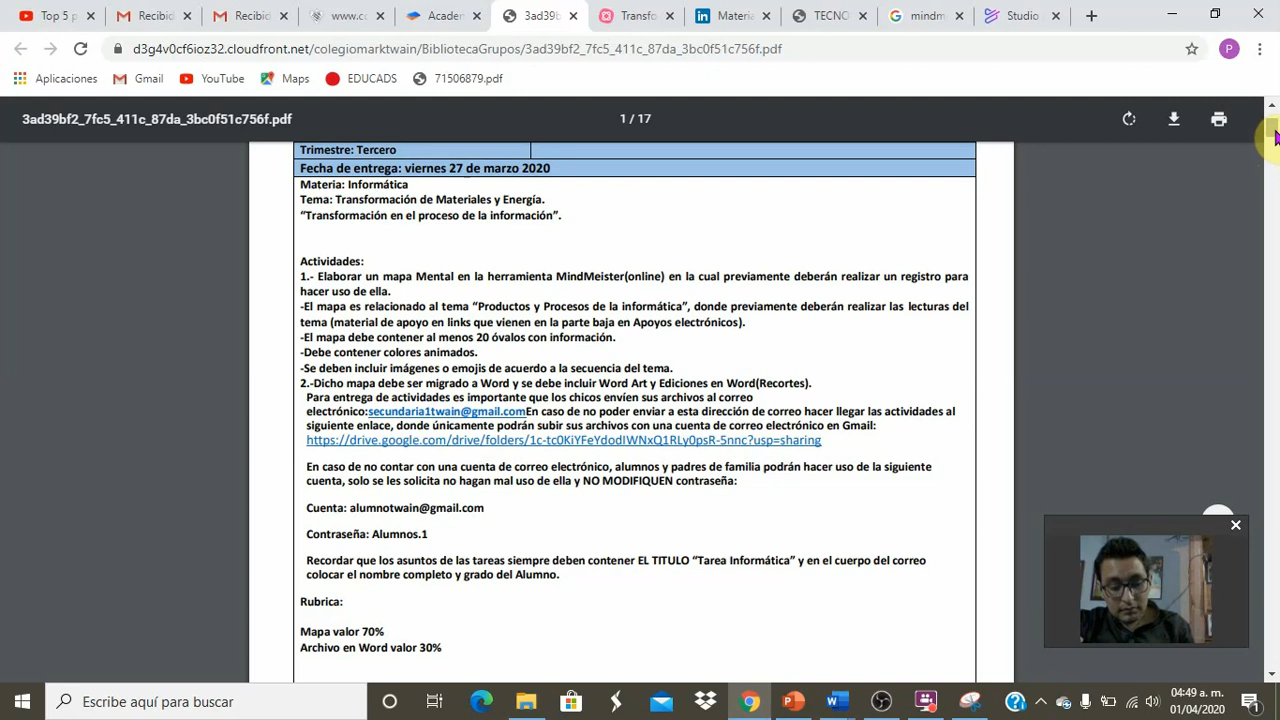 Top 5 p
Recibid
Recibid
www.cc
Acaden
3ad39b
Transfo
Materia
TECNO
mindm
Studio
d3g4v0cf6ioz32.cloudfront.net/colegiomarktwain/BibliotecaGrupos/3ad39bf2_7fc5_411c_87da_3bc0f51c756f.pdf
P
Aplicaciones
Gmail
YouTube
Maps
EDUCADS
71506879.pdf
3ad39bf2_7fc5_411c_87da_3bc0f51c756f.pdf
1 / 17
Trimestre: Tercero
Fecha de entrega: viernes 27 de marzo 2020
Materia: Informática
Tema: Transformación de Materiales y Energía.
“Transformación en el proceso de la información”.
Actividades:
1.- Elaborar un mapa Mental en la herramienta MindMeister(online) en la cual previamente deberán realizar un registro para
hacer uso de ella.
-El mapa es relacionado al tema “Productos y Procesos de la informática”, donde previamente deberán realizar las lecturas del
tema (material de apoyo en links que vienen en la parte baja en Apoyos electrónicos).
-El mapa debe contener al menos 20 óvalos con información.
-Debe contener colores animados.
-Se deben incluir imágenes o emojis de acuerdo a la secuencia del tema.
2.-Dicho mapa debe ser migrado a Word y se debe incluir Word Art y Ediciones en Word(Recortes).
Para entrega de actividades es importante que los chicos envíen sus archivos al correo
electrónico:secundaria1twain@gmail.comEn caso de no poder enviar a esta dirección de correo hacer llegar las actividades al
siguiente enlace, donde únicamente podrán subir sus archivos con una cuenta de correo electrónico en Gmail:
https://drive.google.com/drive/folders/1c-tc0KiYFeYdodIWNxQ1RLy0psR-5nnc?usp=sharing
En caso de no contar con una cuenta de correo electrónico, alumnos y padres de familia podrán hacer uso de la siguiente
cuenta, solo se les solicita no hagan mal uso de ella y NO MODIFIQUEN contraseña:
Cuenta: alumnotwain@gmail.com
Contraseña: Alumnos.1
Recordar que los asuntos de las tareas siempre deben contener EL TITULO “Tarea Informática” y en el cuerpo del correo
colocar el nombre completo y grado del Alumno.
Rubrica:
Mapa valor 70%
Archivo en Word valor 30%
Escribe aquí para buscar
04:49 a. m.
01/04/2020
1